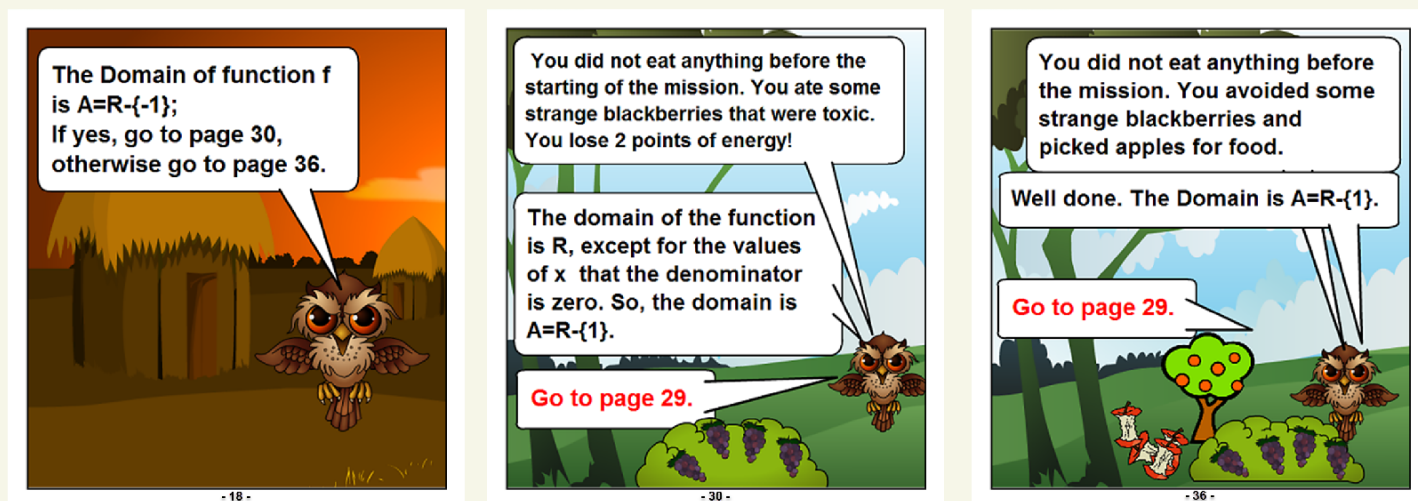 The Domain of function f
is A=R-{-1};
If yes, go to page 30,
otherwise go to page 36.
- 18 -
You did not eat anything before the
starting of the mission. You ate some
strange blackberries that were toxic.
You lose 2 points of energy!
The domain of the function
is R, except for the values
of x that the denominator
is zero. So, the domain is
A=R-{1}.
Go to page 29.
- 30 -
You did not eat anything before
the mission. You avoided some
strange blackberries and
picked apples for food.
Well done. The Domain is A=R-{1}.
Go to page 29.
- 36 -